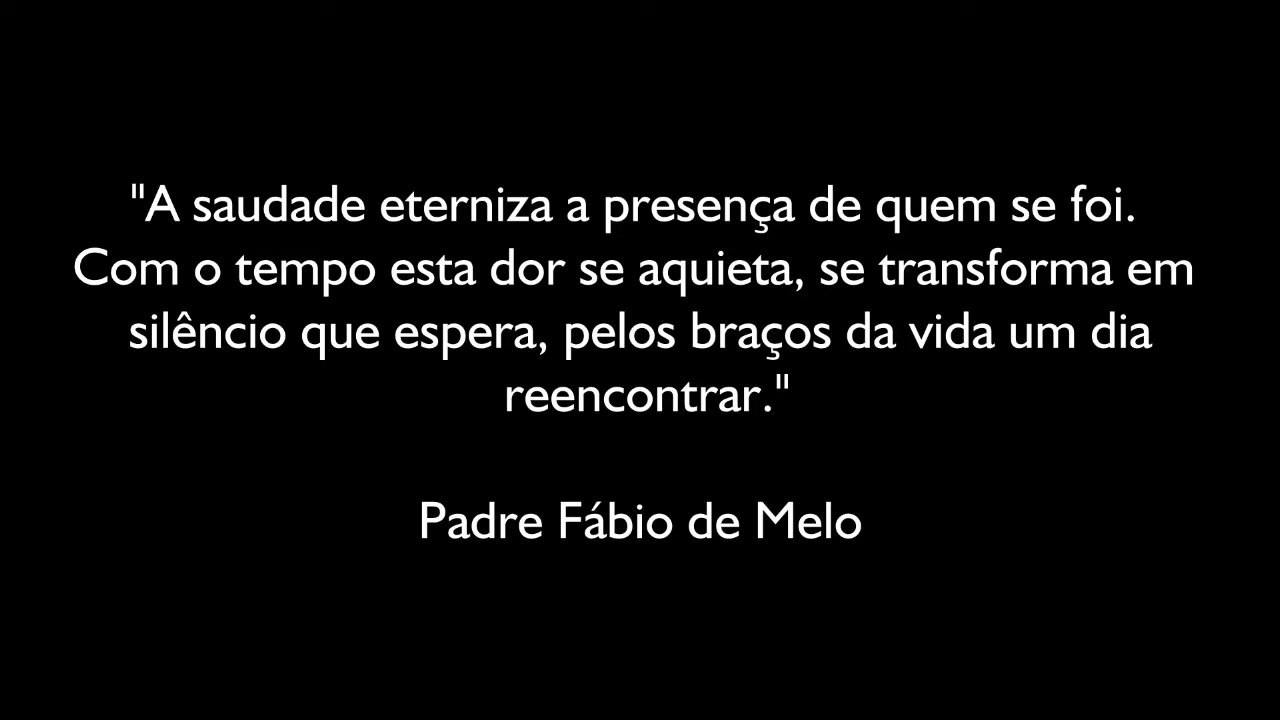 "A saudade eterniza a presença de quem se foi.
Com o tempo esta dor se aquieta, se transforma em
silêncio que espera, pelos braços da vida um dia
reencontrar."
Padre Fábio de Melo